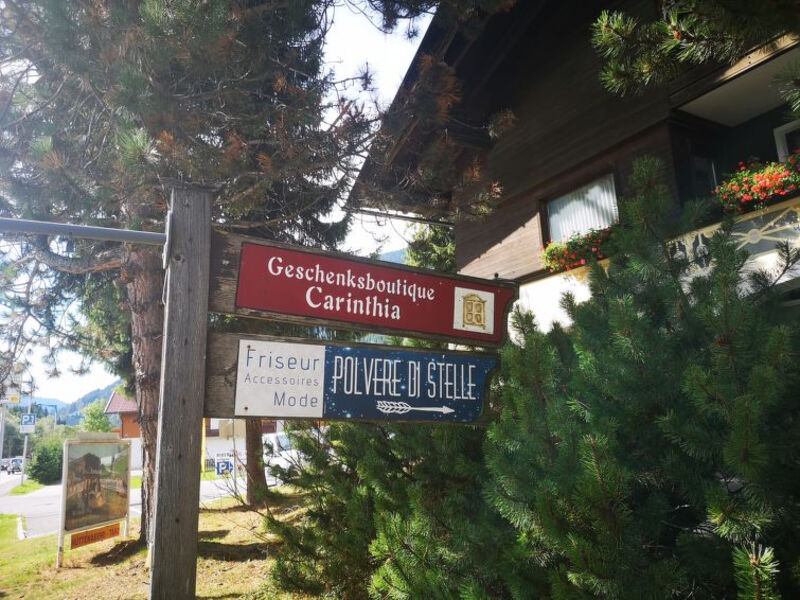 Geschenksboutique
Carinthia
Friseur
Accessoires
Mode
POLVERE DI STELLE
P
P